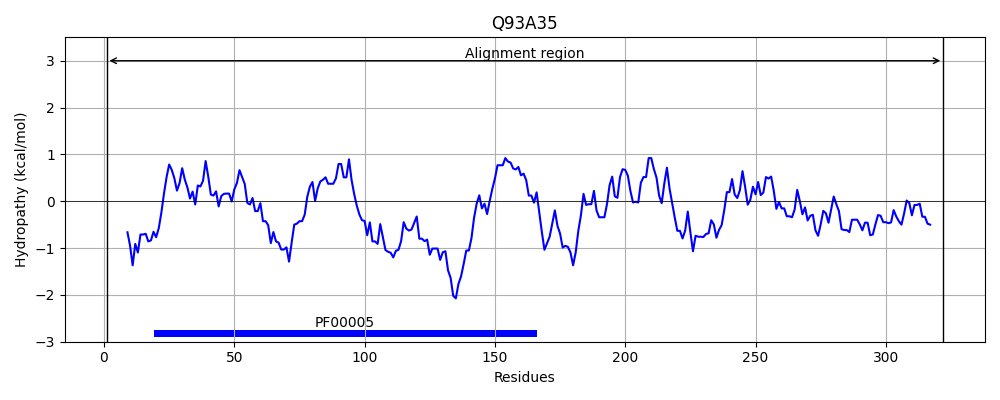 Q93A35
Alignment region
Hydropathy (kcal/mol)
3
2
1
0
−1
−2
−3
PF00005
0
50
100
150
200
250
300
Residues